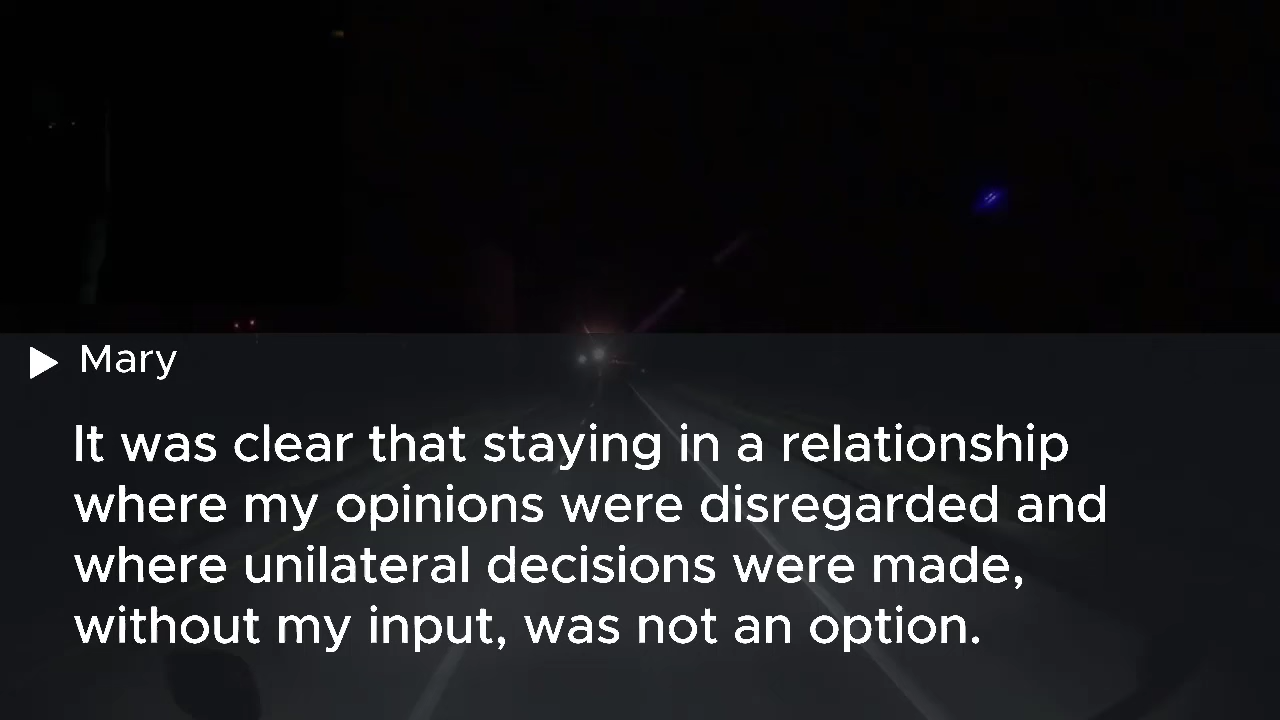 Mary
It was clear that staying in a relationship
where my opinions were disregarded and
where unilateral decisions were made,
without my input, was not an option.